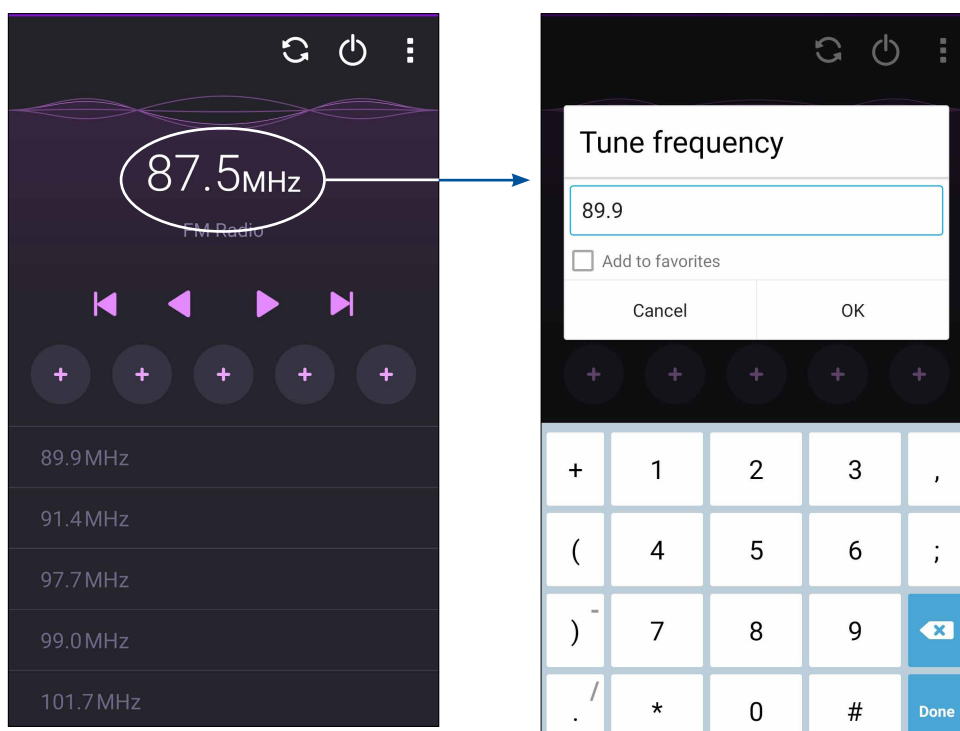 87.5MHz
FM Radio
+ + + + +
89.9MHz
91.4MHz
97.7MHz
99.0MHz
101.7MHz
Tune frequency
89.9
Add to favorites
Cancel OK
+ + + + +
+ 1 2 3 ,
( 4 5 6 ;
) - 7 8 9
. / * 0 # Done